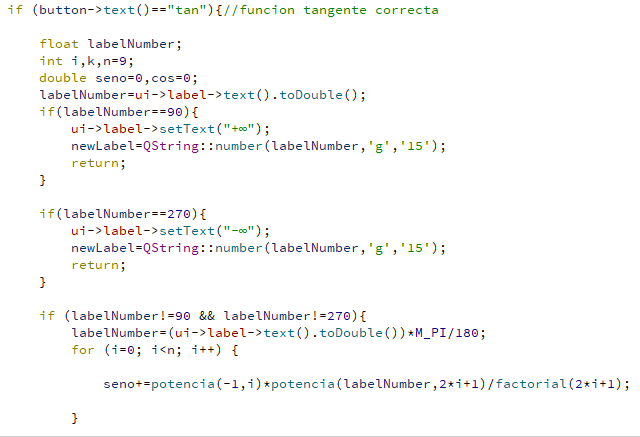 if (button->text()=="tan"){//funcion tangente correcta
float labelNumber;
int i,k,n=9;
double seno=0,cos=0;
labelNumber=ui->label->text().toDouble();
if(labelNumber==90){
ui->label->setText("+∞");
newLabel=QString::number(labelNumber,'g','15');
return;
}
if(labelNumber==270){
ui->label->setText("-∞");
newLabel=QString::number(labelNumber,'g','15');
return;
}
if (labelNumber!=90 && labelNumber!=270){
labelNumber=(ui->label->text().toDouble())*M_PI/180;
for (i=0; i<n; i++) {
seno+=potencia(-1,i)*potencia(labelNumber,2*i+1)/factorial(2*i+1);
}